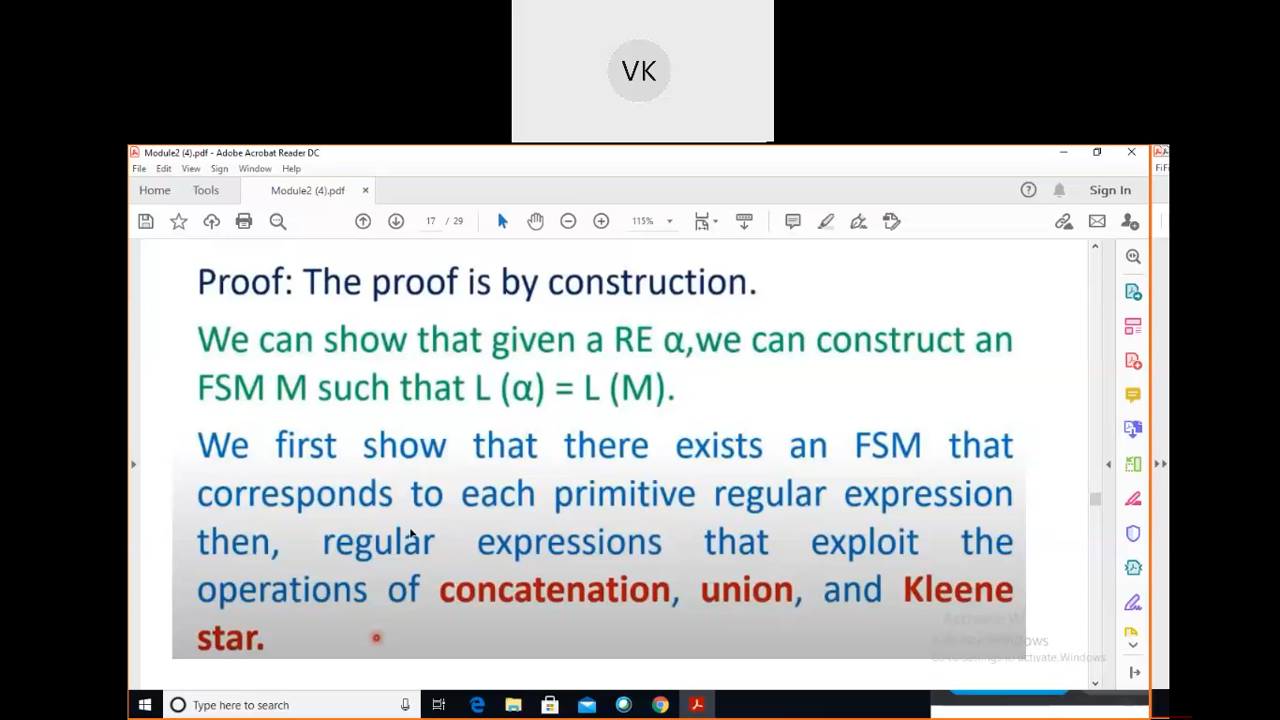 VK
Module2 (4).pdf - Adobe Acrobat Reader DC
File Edit View Sign Window Help
Home Tools Module2 (4).pdf × Sign In
17 / 29 115%
Proof: The proof is by construction.
We can show that given a RE α,we can construct an
FSM M such that L (α) = L (M).
We first show that there exists an FSM that
corresponds to each primitive regular expression
then, regular expressions that exploit the
operations of concatenation, union, and Kleene
star.
Type here to search